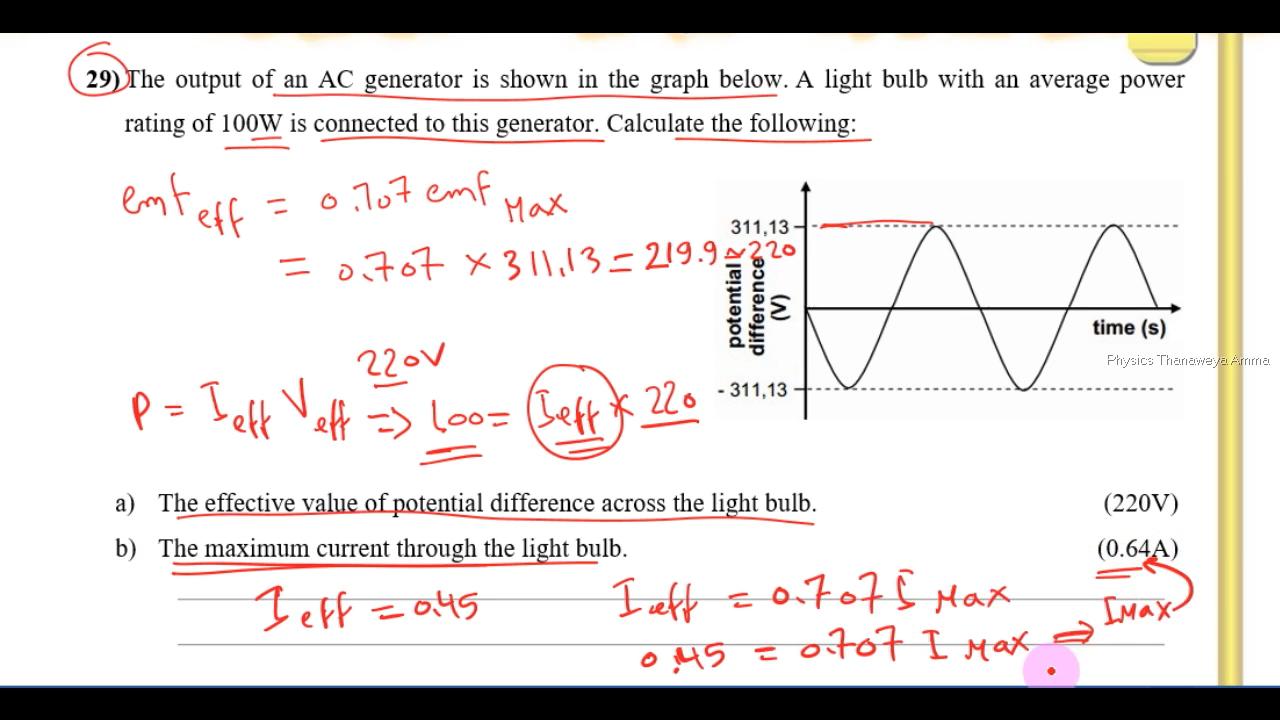 29) The output of an AC generator is shown in the graph below. A light bulb with an average power
rating of 100W is connected to this generator. Calculate the following:
emf eff = 0.707 emf Max
= 0.707 × 311,13 = 219.9 ≃ 220
311,13
potential
difference
(V)
time (s)
Physics Thanaweya Amma
- 311,13
220V
P = I eff V eff => 100 = I eff × 220
a) The effective value of potential difference across the light bulb. (220V)
b) The maximum current through the light bulb. (0.64A)
I eff = 0.45
I eff = 0.707 I Max
I Max
0.45 = 0.707 I Max =>